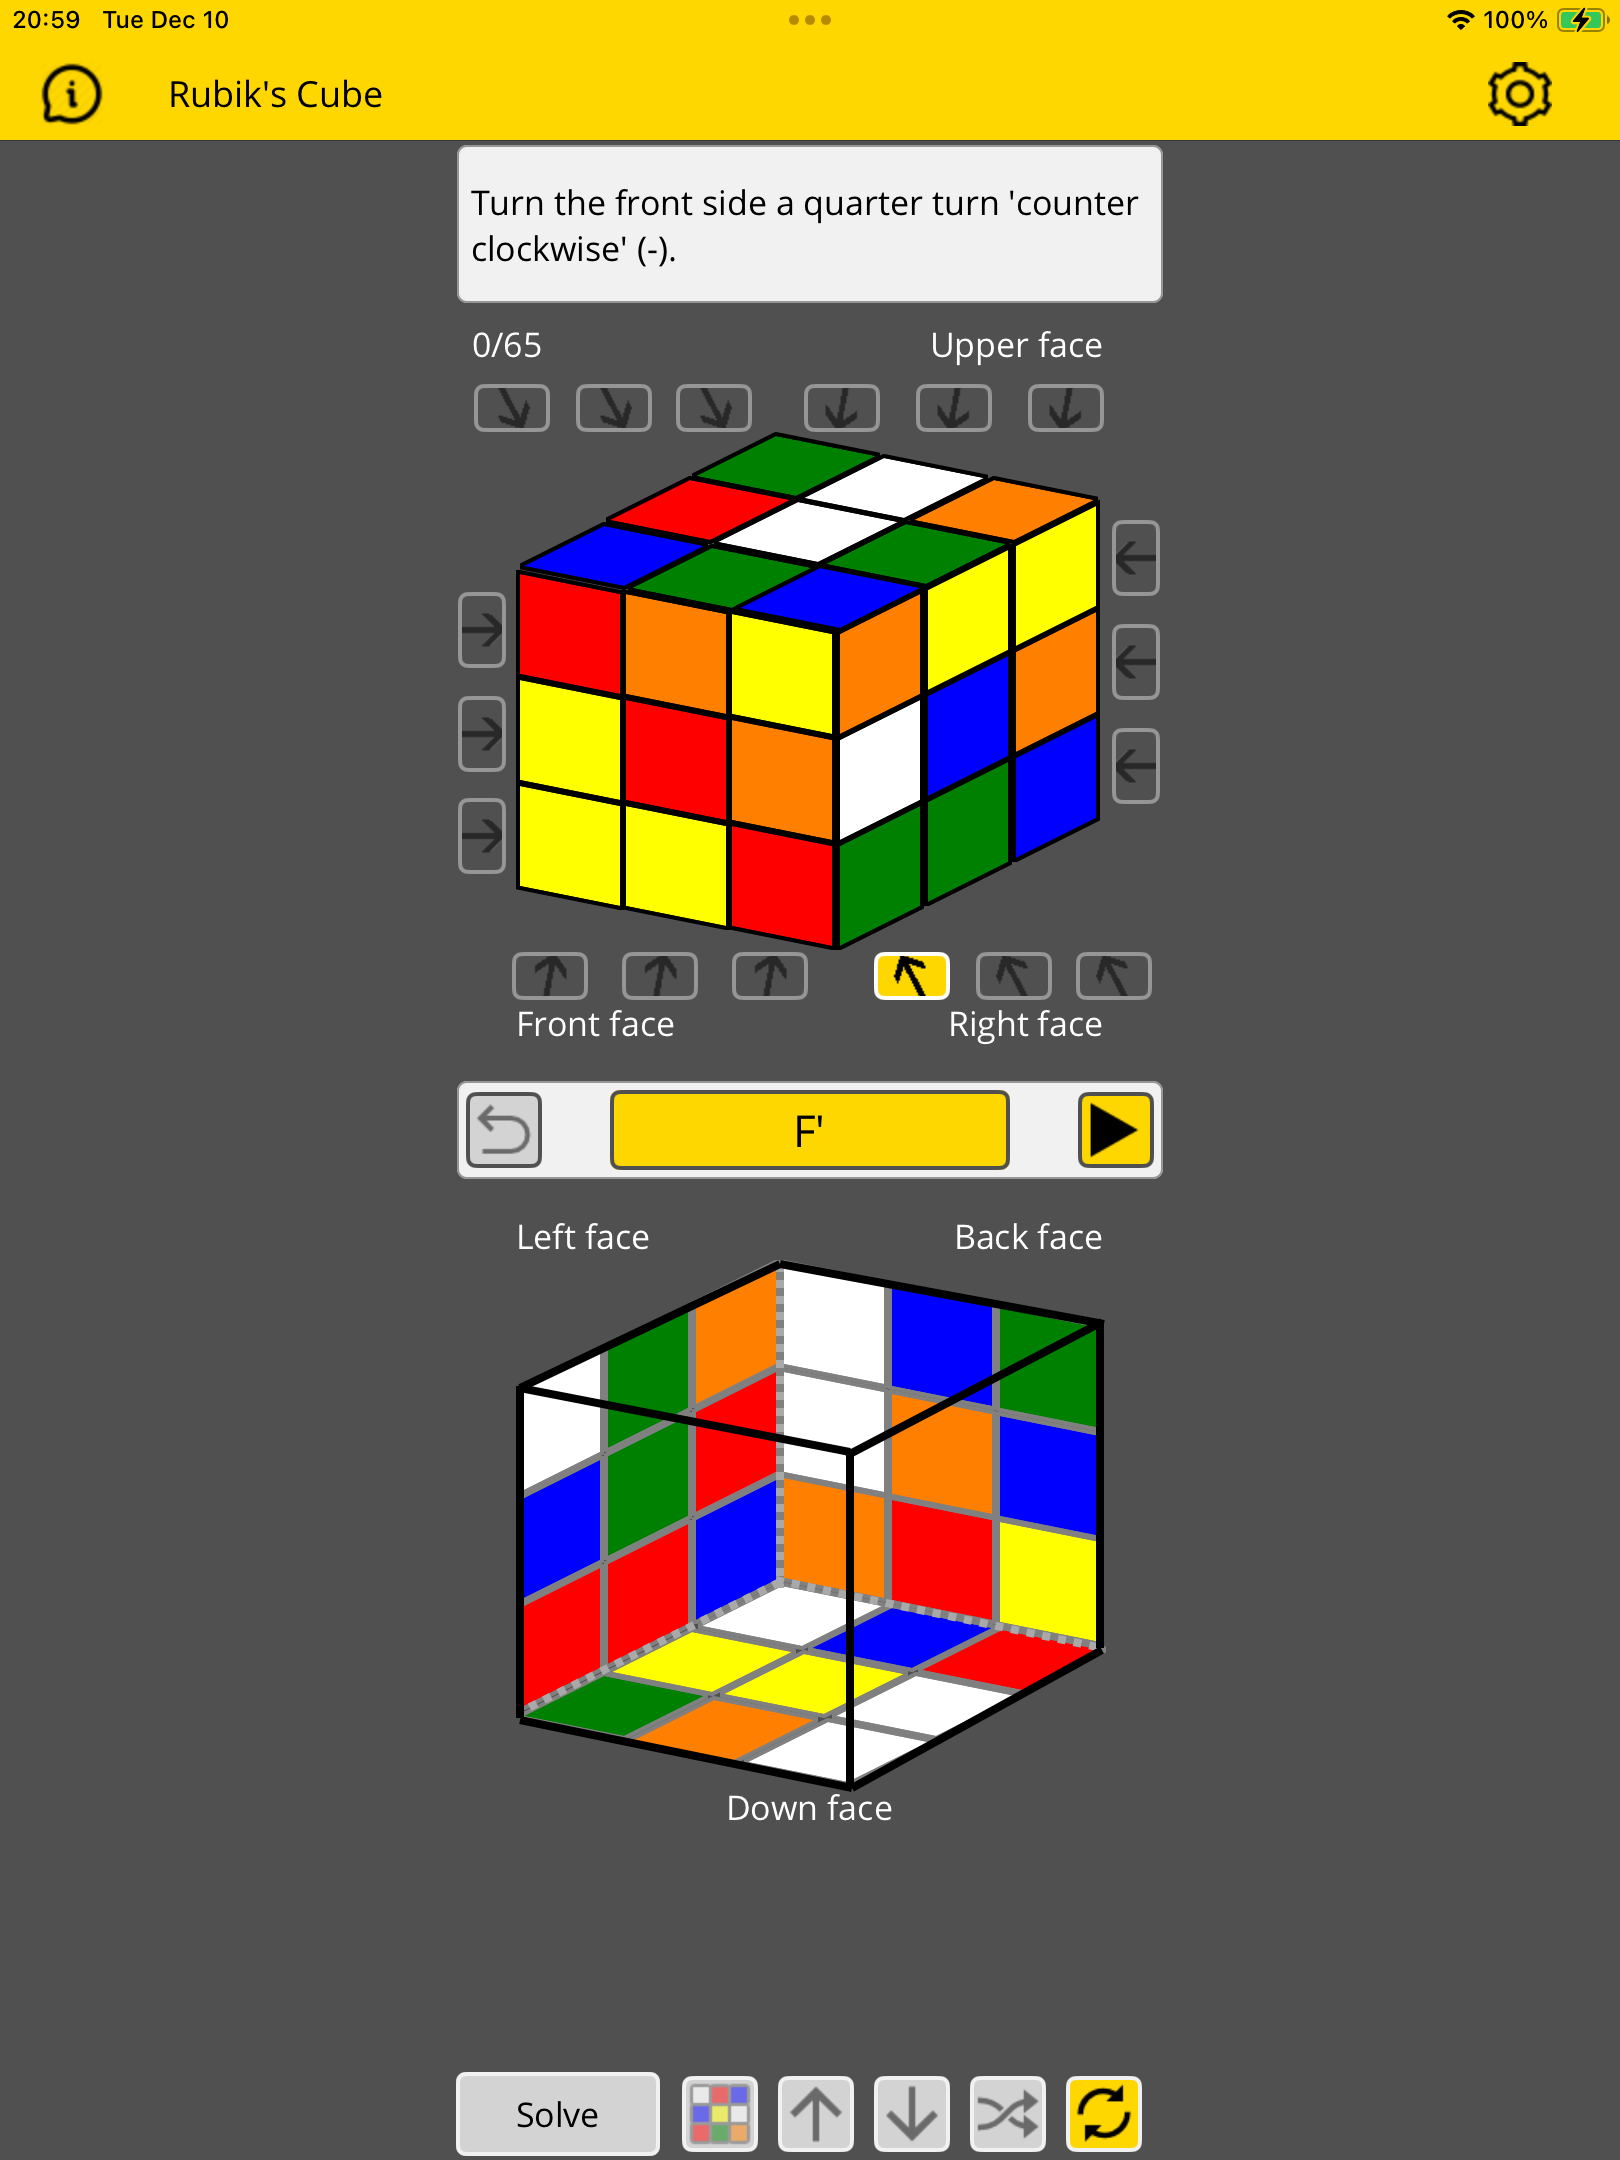 20:59 Tue Dec 10
100%
Rubik's Cube
Turn the front side a quarter turn 'counter
clockwise' (-).
0/65
Upper face
Front face
Right face
F'
Left face
Back face
Down face
Solve